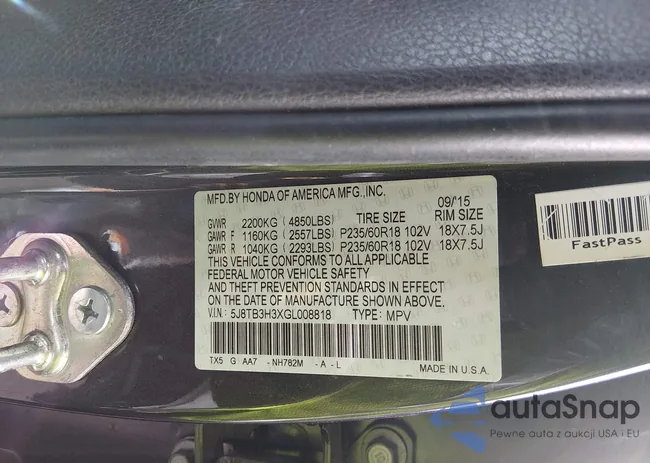 MFD.BY HONDA OF AMERICA MFG.,INC.
09/'15
GVWR 2200KG (4850LBS) TIRE SIZE RIM SIZE
GAWR F 1160KG (2557LBS) P235/60R18 102V 18X7.5J
GAWR R 1040KG (2293LBS) P235/60R18 102V 18X7.5J
THIS VEHICLE CONFORMS TO ALL APPLICABLE
FEDERAL MOTOR VEHICLE SAFETY
AND THEFT PREVENTION STANDARDS IN EFFECT
ON THE DATE OF MANUFACTURE SHOWN ABOVE.
V.I.N: 5J8TB3H3XGL008818 TYPE: MPV
TX5 G AA7 -NH782M -A-L
MADE IN U.S.A.
FastPass
autaSnap
Pewne auta z aukcji USA i EU